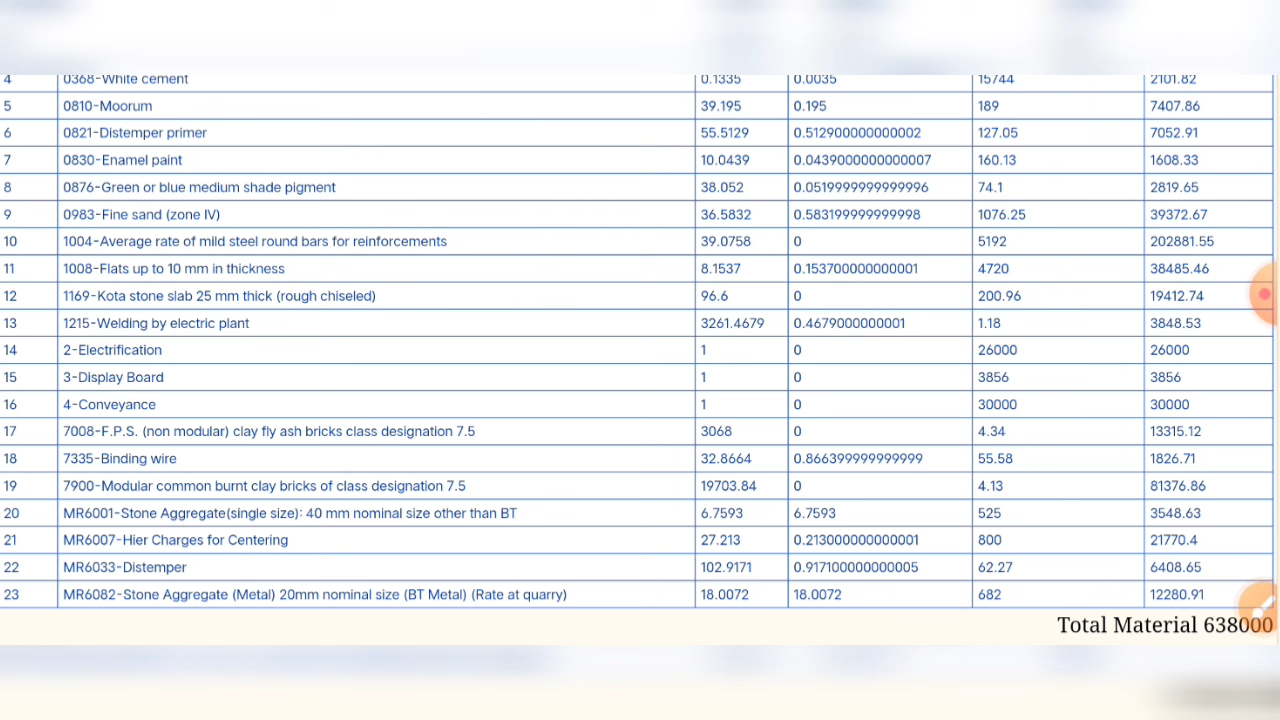 4 0368-White cement 0.1335 0.0035 15744 2101.82
5 0810-Moorum 39.195 0.195 189 7407.86
6 0821-Distemper primer 55.5129 0.512900000000002 127.05 7052.91
7 0830-Enamel paint 10.0439 0.0439000000000007 160.13 1608.33
8 0876-Green or blue medium shade pigment 38.052 0.0519999999999996 74.1 2819.65
9 0983-Fine sand (zone IV) 36.5832 0.583199999999998 1076.25 39372.67
10 1004-Average rate of mild steel round bars for reinforcements 39.0758 0 5192 202881.55
11 1008-Flats up to 10 mm in thickness 8.1537 0.153700000000001 4720 38485.46
12 1169-Kota stone slab 25 mm thick (rough chiseled) 96.6 0 200.96 19412.74
13 1215-Welding by electric plant 3261.4679 0.4679000000001 1.18 3848.53
14 2-Electrification 1 0 26000 26000
15 3-Display Board 1 0 3856 3856
16 4-Conveyance 1 0 30000 30000
17 7008-F.P.S. (non modular) clay fly ash bricks class designation 7.5 3068 0 4.34 13315.12
18 7335-Binding wire 32.8664 0.866399999999999 55.58 1826.71
19 7900-Modular common burnt clay bricks of class designation 7.5 19703.84 0 4.13 81376.86
20 MR6001-Stone Aggregate(single size): 40 mm nominal size other than BT 6.7593 6.7593 525 3548.63
21 MR6007-Hier Charges for Centering 27.213 0.213000000000001 800 21770.4
22 MR6033-Distemper 102.9171 0.917100000000005 62.27 6408.65
23 MR6082-Stone Aggregate (Metal) 20mm nominal size (BT Metal) (Rate at quarry) 18.0072 18.0072 682 12280.91
Total Material 638000